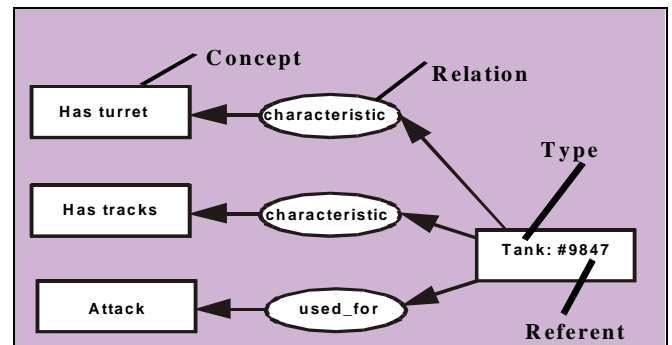 Concept
Relation
Has turret
characteristic
Type
Has tracks
characteristic
Tank: #9847
Attack
used_for
Referent